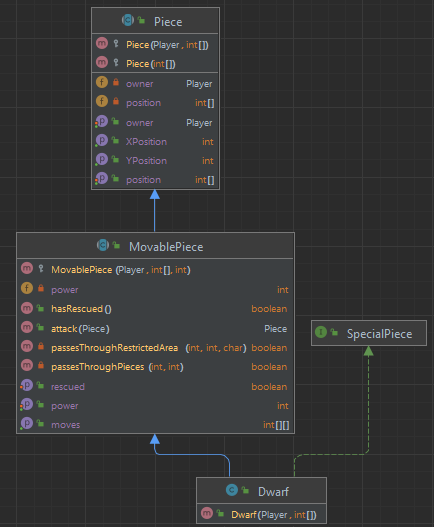 Piece
Piece(Player, int[])
Piece(int[])
owner Player
position int[]
owner Player
XPosition int
YPosition int
position int[]
MovablePiece
MovablePiece (Player, int[], int)
power int
hasRescued() boolean
attack(Piece) Piece
passesThroughRestrictedArea (int, int, char) boolean
passesThroughPieces (int, int) boolean
rescued boolean
power int
moves int[][]
SpecialPiece
Dwarf
Dwarf(Player, int[])